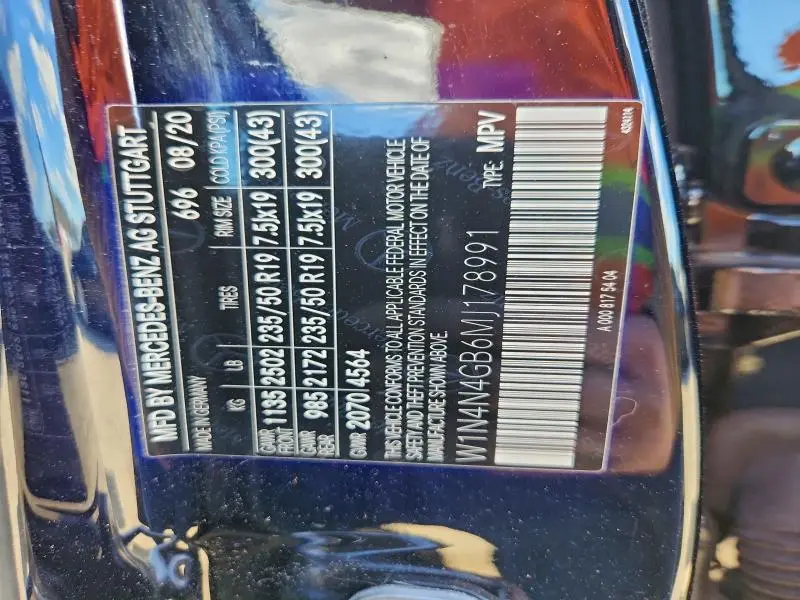 MFD BY MERCEDES-BENZ AG STUTTGART
MADE IN GERMANY 696 08/20
KG LB TIRES RIM SIZE COLD KPA(PSI)
GAWR FRONT 1135 2502 235/50 R19 7.5Jx19 300(43)
GAWR REAR 985 2172 235/50 R19 7.5Jx19 300(43)
GVWR 2070 4564
THIS VEHICLE CONFORMS TO ALL APPLICABLE FEDERAL MOTOR VEHICLE
SAFETY AND THEFT PREVENTION STANDARDS IN EFFECT ON THE DATE OF
MANUFACTURE SHOWN ABOVE.
W1N4N4GB6MJ178991 TYPE: MPV
A 000 817 54 04